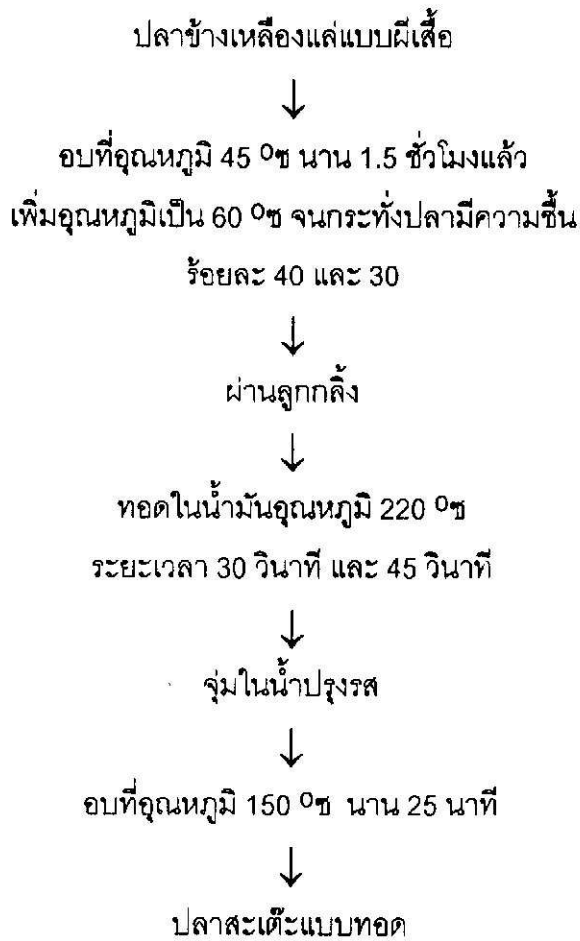 ปลาข้างเหลืองแล่แบบผีเสื้อ
↓
อบที่อุณหภูมิ 45 ºซ นาน 1.5 ชั่วโมงแล้ว
เพิ่มอุณหภูมิเป็น 60 ºซ จนกระทั่งปลามีความชื้น
ร้อยละ 40 และ 30
↓
ผ่านลูกกลิ้ง
↓
ทอดในน้ำมันอุณหภูมิ 220 ºซ
ระยะเวลา 30 วินาที และ 45 วินาที
↓
จุ่มในน้ำปรุงรส
↓
อบที่อุณหภูมิ 150 ºซ นาน 25 นาที
↓
ปลาสะเต๊ะแบบทอด